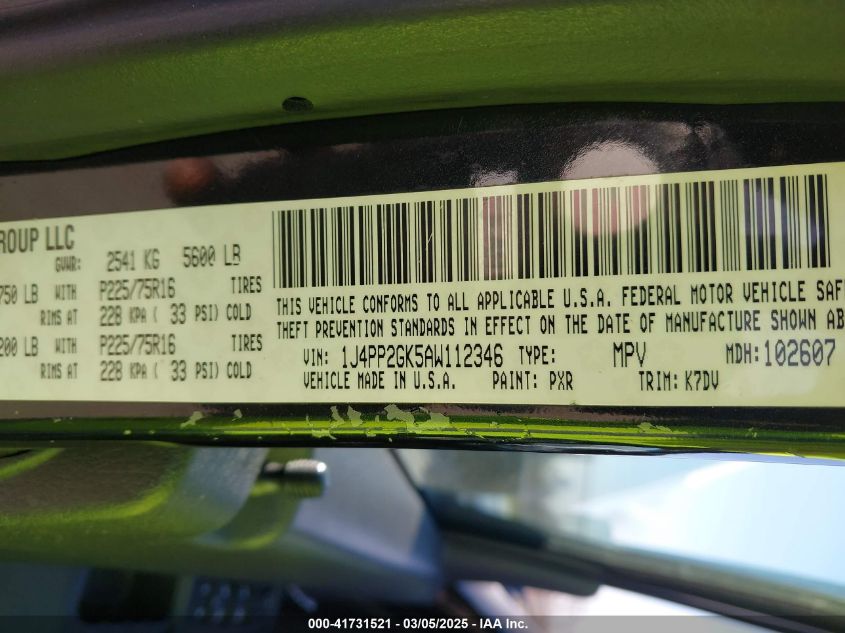 ROUP LLC
GVWR: 2541 KG 5600 LB
750 LB WITH P225/75R16 TIRES
RIMS AT 228 KPA ( 33 PSI) COLD
200 LB WITH P225/75R16 TIRES
RIMS AT 228 KPA ( 33 PSI) COLD
THIS VEHICLE CONFORMS TO ALL APPLICABLE U.S.A. FEDERAL MOTOR VEHICLE SAF
THEFT PREVENTION STANDARDS IN EFFECT ON THE DATE OF MANUFACTURE SHOWN AB
VIN: 1J4PP2GK5AW112346 TYPE: MPV MDH:102607
VEHICLE MADE IN U.S.A. PAINT: PXR TRIM: K7DV
000-41731521 - 03/05/2025 - IAA Inc.